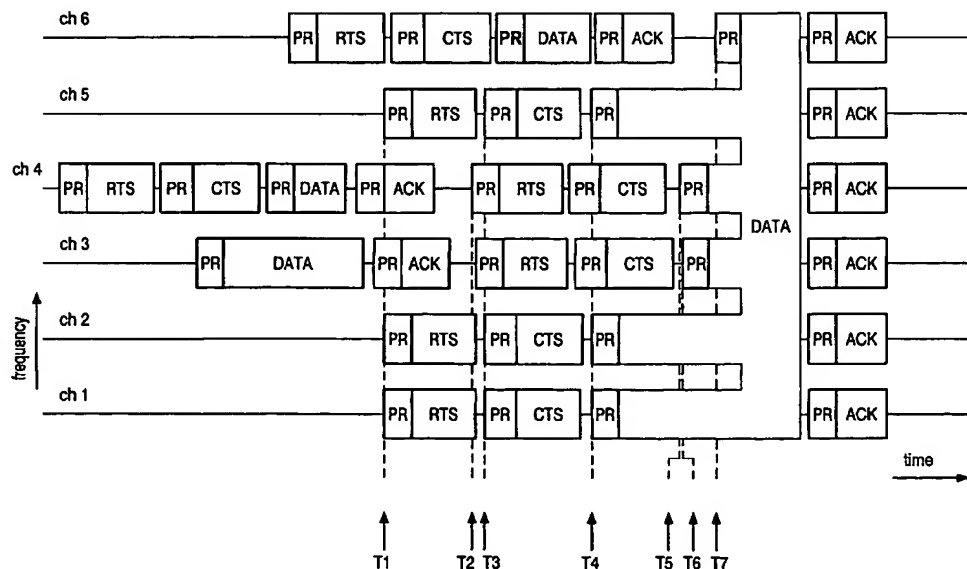 ch 6
PR RTS PR CTS PR DATA PR ACK PR PR ACK
ch 5
PR RTS PR CTS PR PR ACK
ch 4
PR RTS PR CTS PR DATA PR ACK PR RTS PR CTS PR PR ACK
DATA
ch 3
PR DATA PR ACK PR RTS PR CTS PR PR ACK
ch 2
PR RTS PR CTS PR PR ACK
ch 1
PR RTS PR CTS PR PR ACK
frequency
time
T1 T2 T3 T4 T5 T6 T7